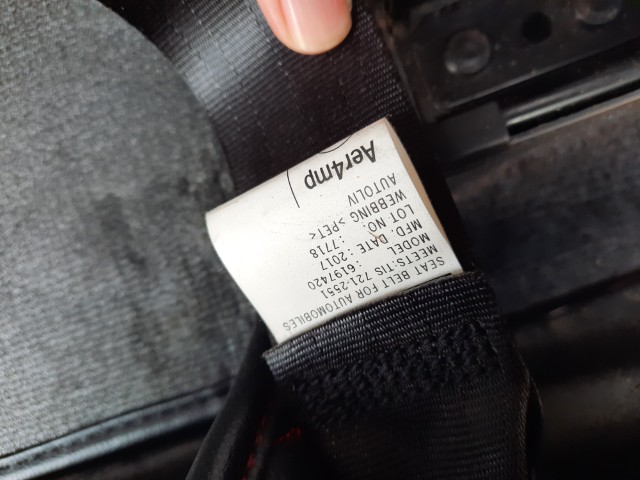 SEAT BELT FOR AUTOMOBILES
MEETS:TIS 721-2551
MODEL : 6197420
MFD. DATE : 2017
LOT NO. : 7718
WEBBING >PET<
AUTOLIV
Aer4mp